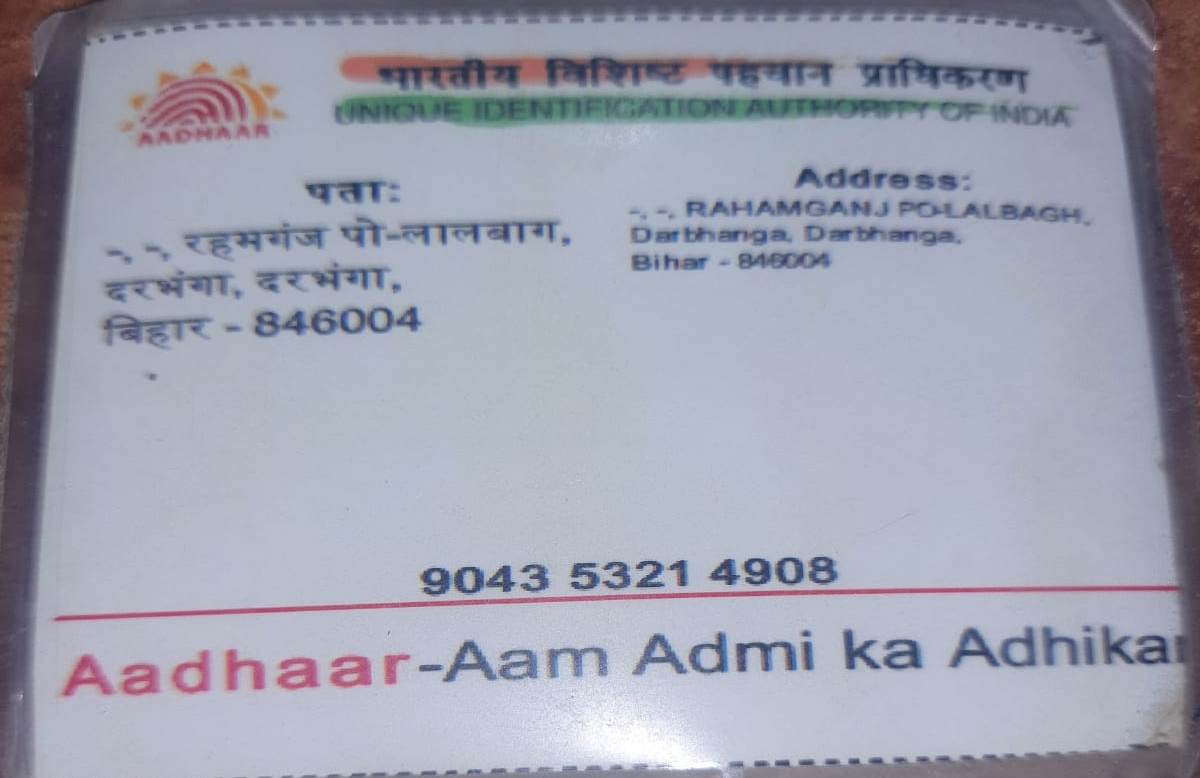 AADHAAR
भारतीय विशिष्ट पहचान प्राधिकरण
UNIQUE IDENTIFICATION AUTHORITY OF INDIA
पता:
-, -, रहमगंज पो-लालबाग,
दरभंगा, दरभंगा,
बिहार - 846004
Address:
-, -, RAHAMGANJ PO-LALBAGH,
Darbhanga, Darbhanga,
Bihar - 846004
9043 5321 4908
Aadhaar-Aam Admi ka Adhikar